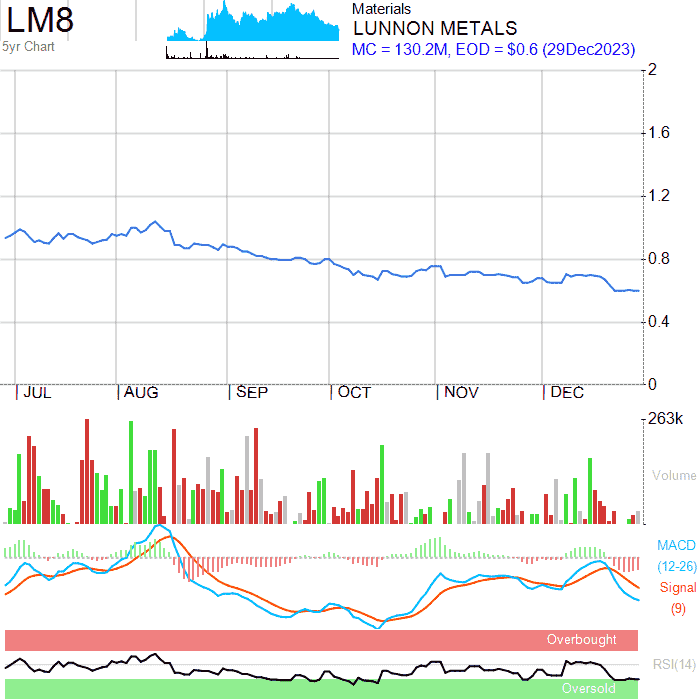 LM8
5yr Chart
Materials
LUNNON METALS
MC = 130.2M, EOD = $0.6 (29Dec2023)
2
1.6
1.2
0.8
0.4
0
JUL AUG SEP OCT NOV DEC
263k
Volume
MACD
(12-26)
Signal
(9)
Overbought
RSI(14)
Oversold